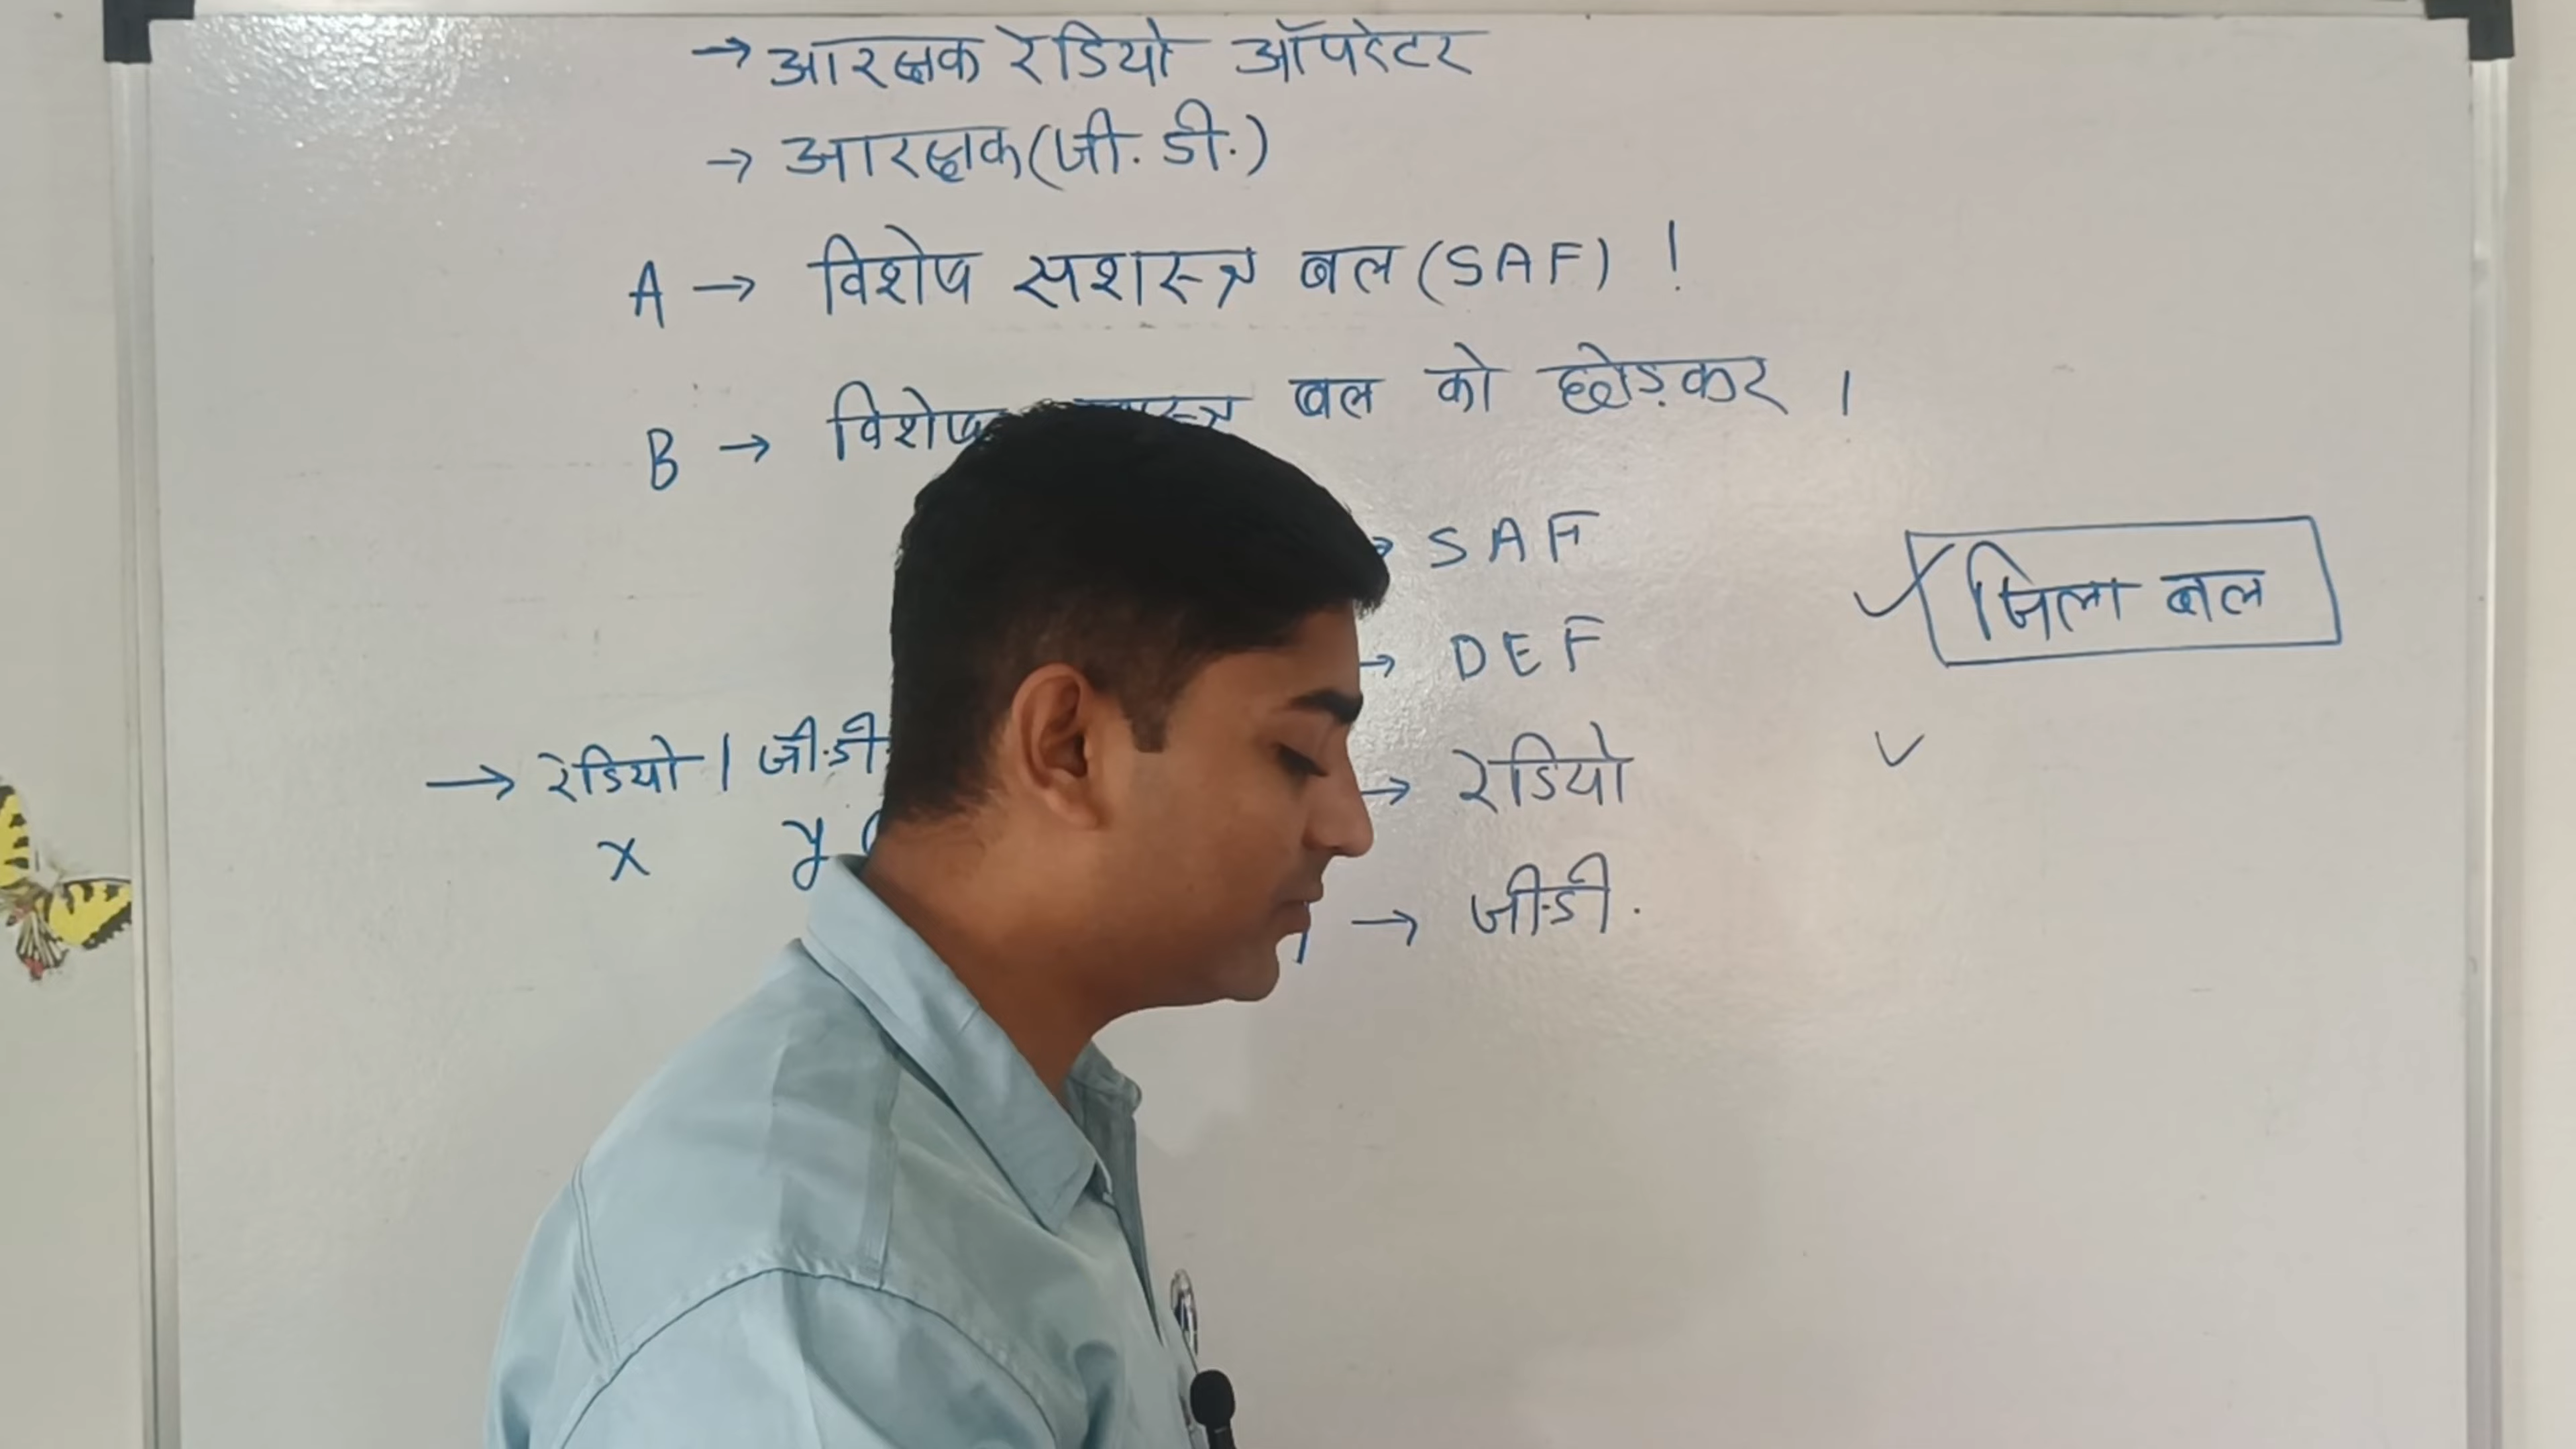 → आरक्षक रेडियो ऑपरेटर
→ आरक्षक (जी. डी.)
A → विशेष सशस्त्र बल (SAF) !
B → विशेष बल को छोड़कर ।
→ SAF
✓ जिला बल
→ DEF
→ रेडियो / जी.डी
→ रेडियो ✓
x y
→ जी.डी.